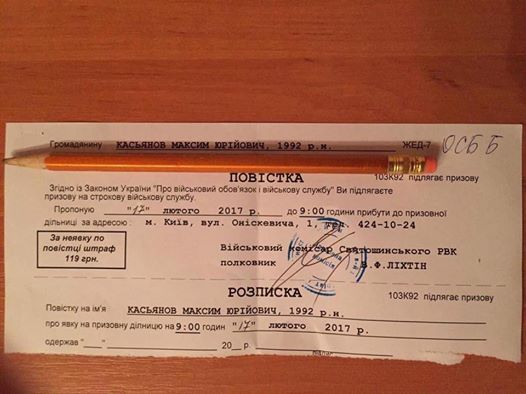 Громадянину КАСЬЯНОВ МАКСИМ ЮРІЙОВИЧ, 1992 р.н. ЖЕД-7 ОСББ
ПОВІСТКА 103К92 підлягає призову
Згідно із Законом України "Про військовий обов'язок і військову службу" Ви підлягаєте
призову на строкову військову службу.
Пропоную "17" лютого 2017 р. до 9:00 години прибути до призовної
дільниці за адресою : м. Київ, вул. Оніскевича, 1, тел. 424-10-24
За неявку по
повістці штраф
119 грн.
Військовий комісар Святошинського РВК
полковник В.Ф.ЛІХТІН
РОЗПИСКА 103К92 підлягає призову
Повістку на ім'я : КАСЬЯНОВ МАКСИМ ЮРІЙОВИЧ, 1992 р.н.
про явку на призовну дільницю на 9:00 годин "17" лютого 2017 р.
одержав "____" ____ 20__ р.